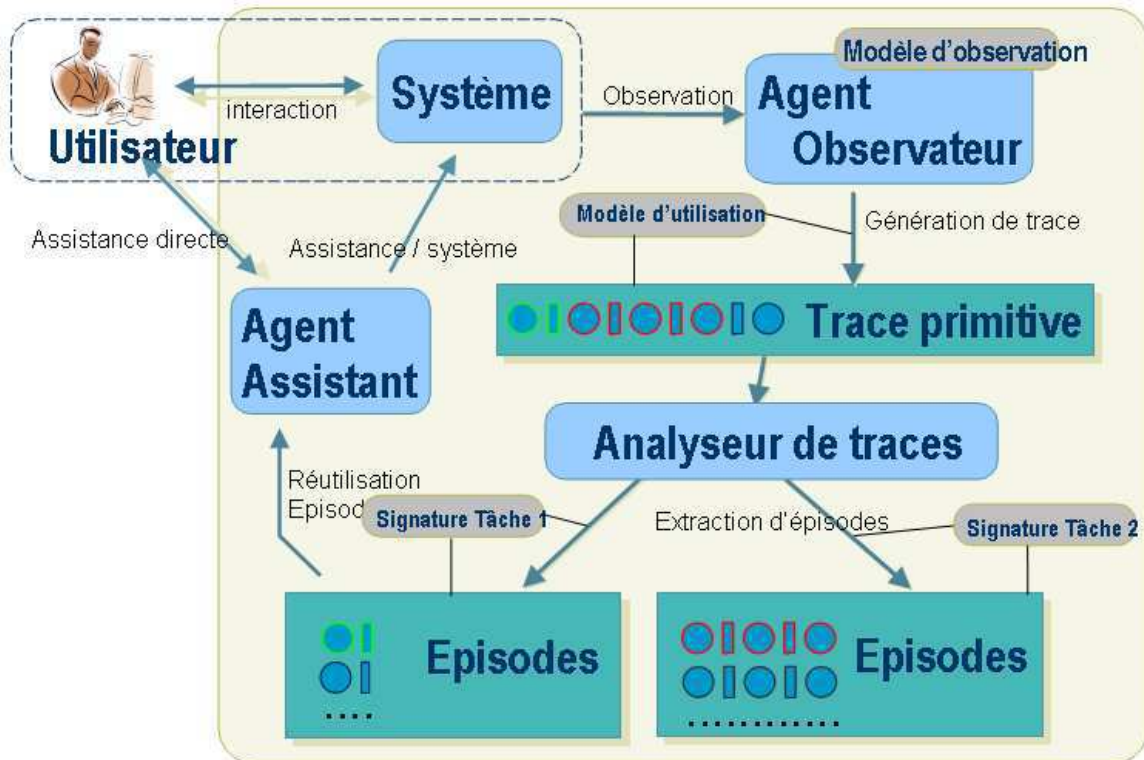 Modèle d'observation
Système
Observation
Agent
Observateur
interaction
Utilisateur
Modèle d'utilisation
Génération de trace
Assistance directe
Assistance / système
Agent
Assistant
Trace primitive
Analyseur de traces
Réutilisation
Episod
Signature Tâche 1
Extraction d'épisodes
Signature Tâche 2
Episodes
Episodes